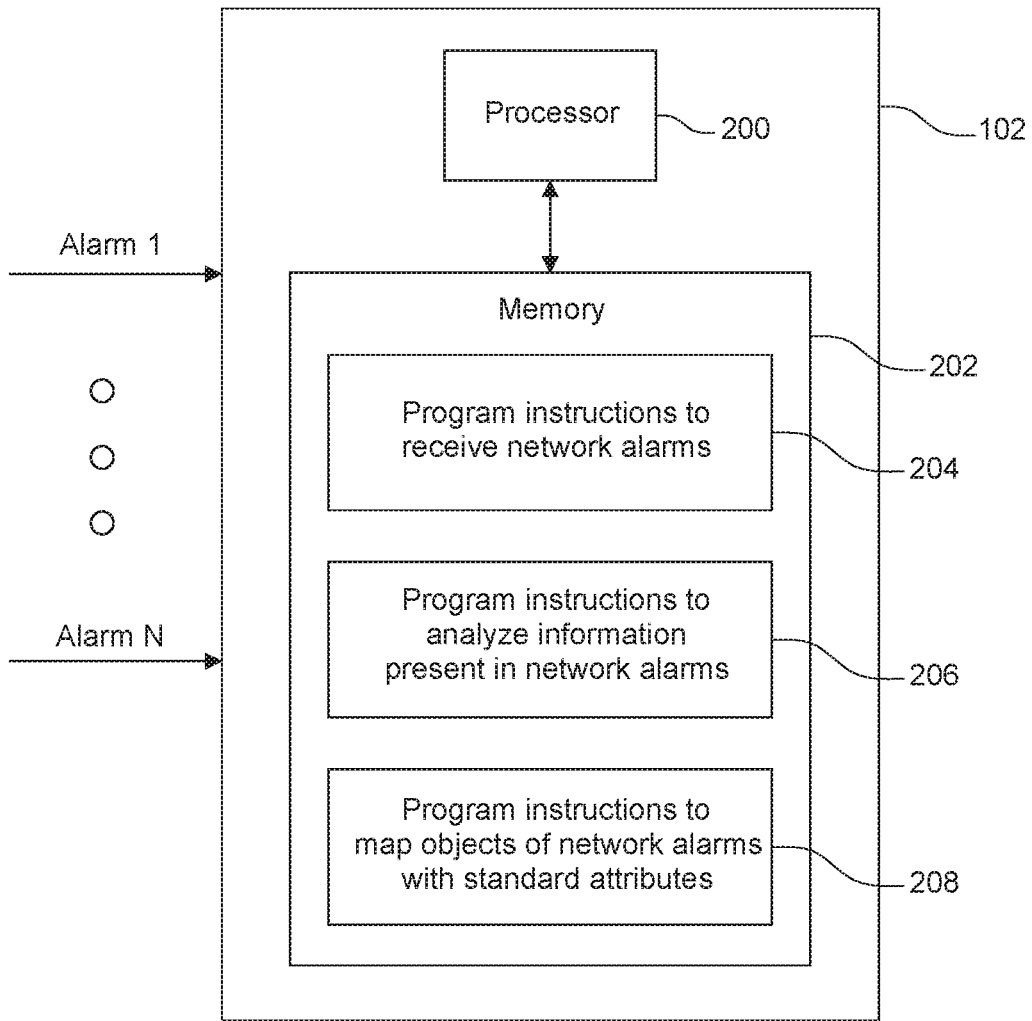 Processor
200
102
Alarm 1
Memory
202
Program instructions to
receive network alarms
204
Alarm N
Program instructions to
analyze information
present in network alarms
206
Program instructions to
map objects of network alarms
with standard attributes
208